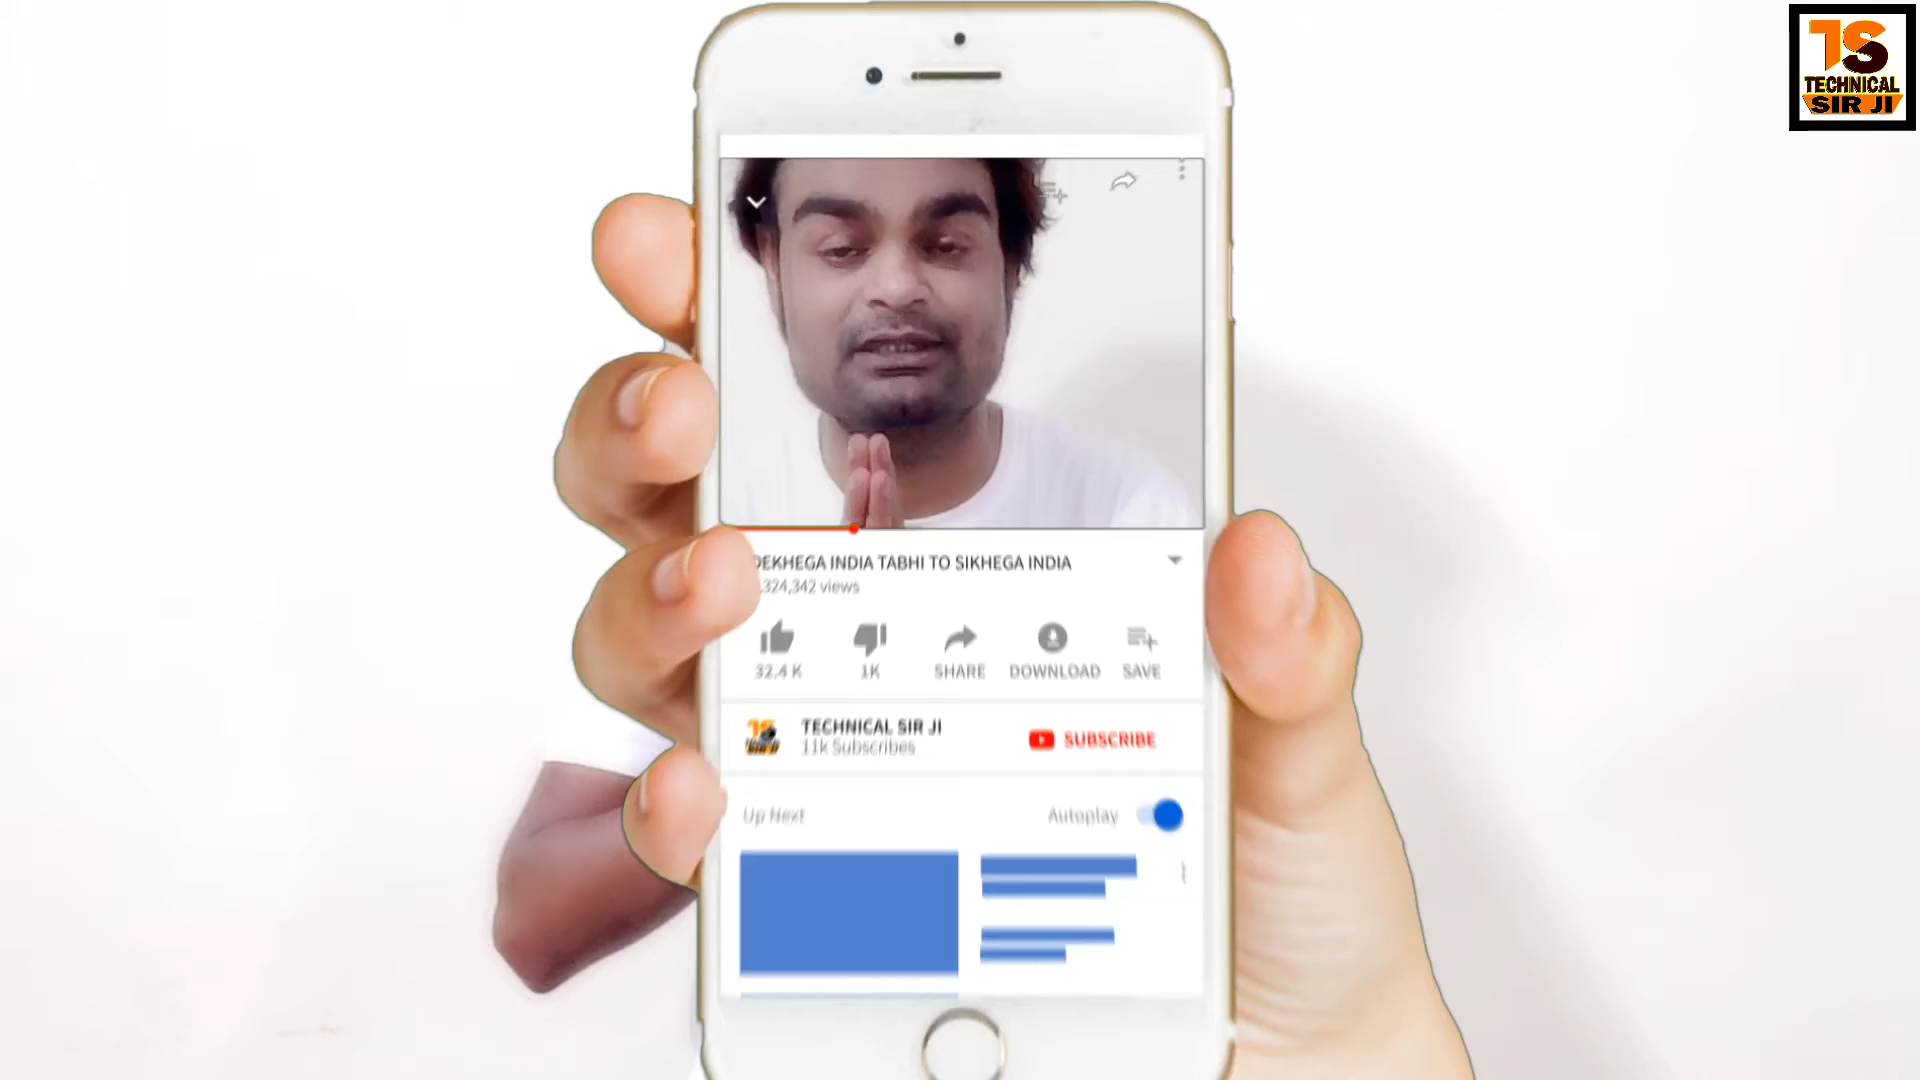 TS
TECHNICAL
SIR JI
DEKHEGA INDIA TABHI TO SIKHEGA INDIA
,324,342 views
32.4 K
1K
SHARE
DOWNLOAD
SAVE
TECHNICAL SIR JI
11k Subscribes
SUBSCRIBE
Up Next
Autoplay